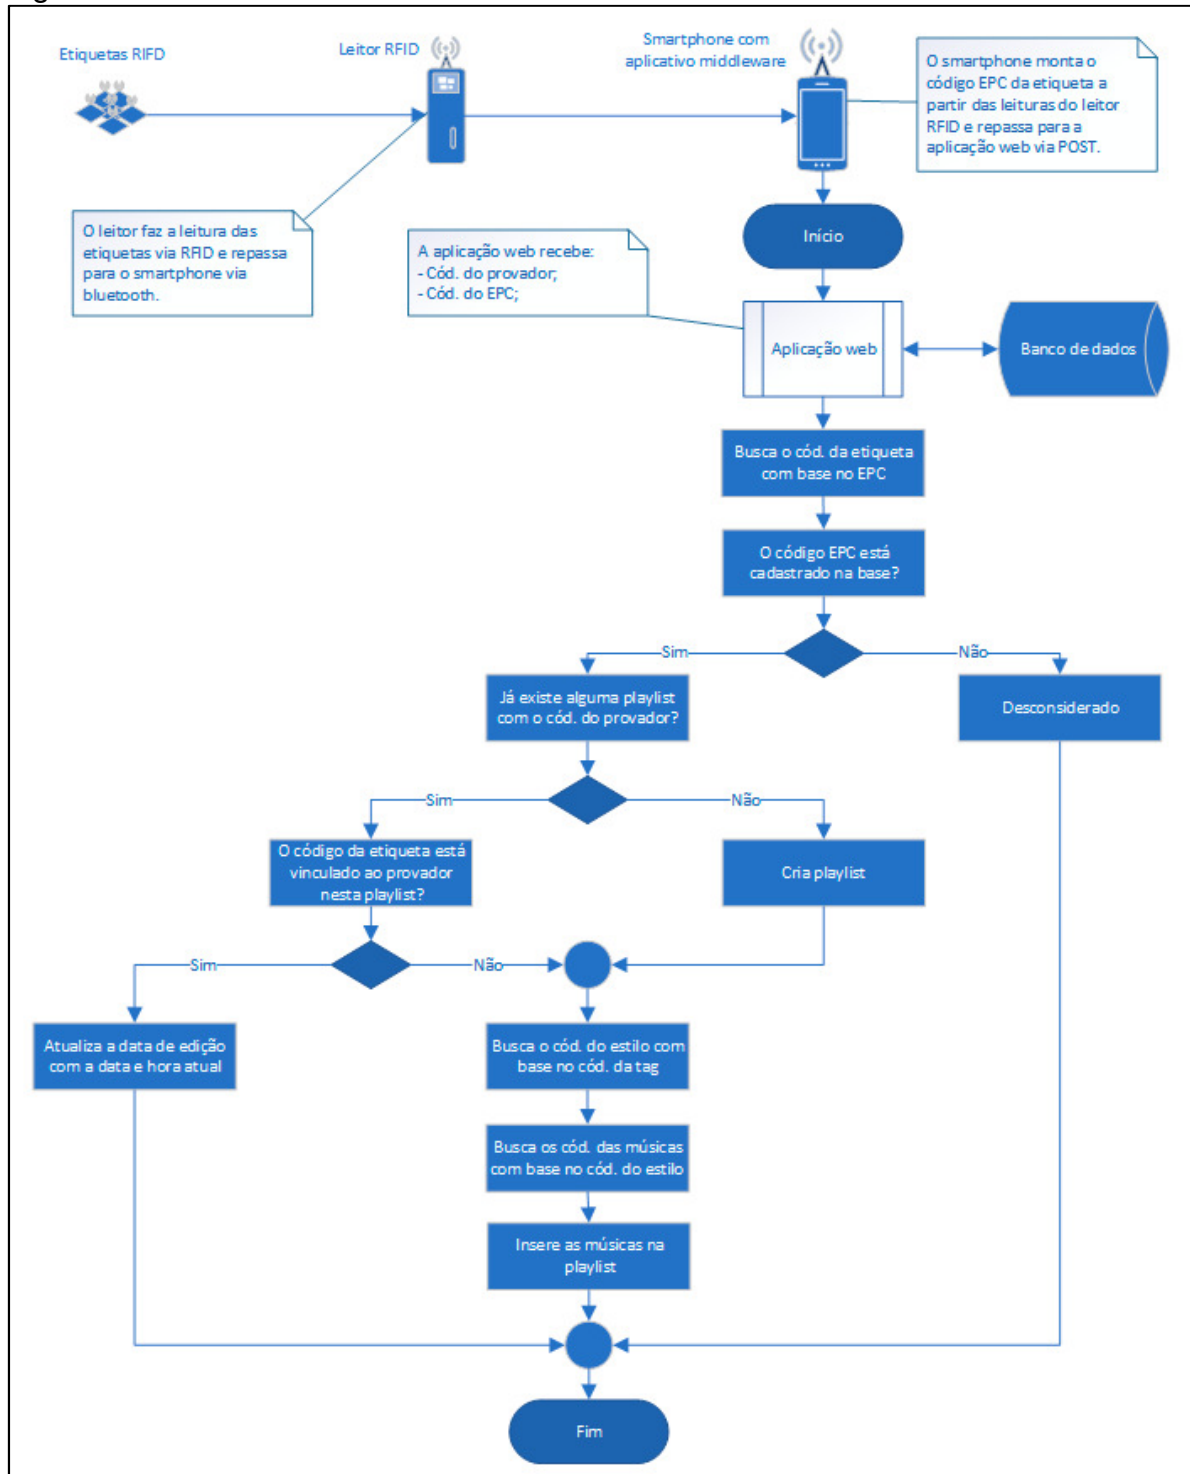 Etiquetas RIFD
Leitor RFID
Smartphone com
aplicativo middleware
O smartphone monta o
código EPC da etiqueta a
partir das leituras do leitor
RFID e repassa para a
aplicação web via POST.
O leitor faz a leitura das
etiquetas via RFID e repassa
para o smartphone via
bluetooth.
A aplicação web recebe:
- Cód. do provador;
- Cód. do EPC;
Início
Aplicação web
Banco de dados
Busca o cód. da etiqueta
com base no EPC
O código EPC está
cadastrado na base?
Sim
Não
Já existe alguma playlist
com o cód. do provador?
Desconsiderado
Sim
Não
O código da etiqueta está
vinculado ao provador
nesta playlist?
Cria playlist
Sim
Não
Atualiza a data de edição
com a data e hora atual
Busca o cód. do estilo com
base no cód. da tag
Busca os cód. das músicas
com base no cód. do estilo
Insere as músicas na
playlist
Fim